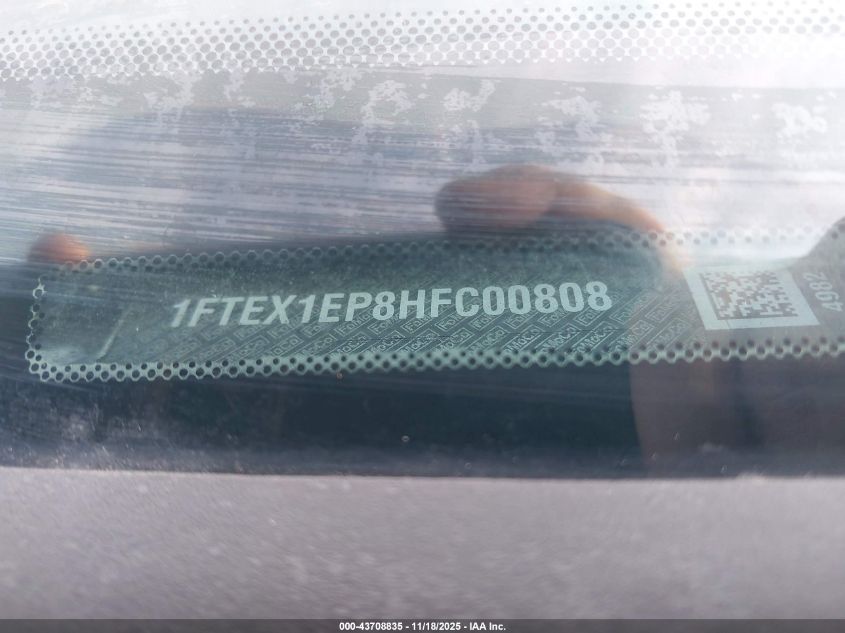 1FTEX1EP8HFC00808
4982
000-43708835 - 11/18/2025 - IAA Inc.